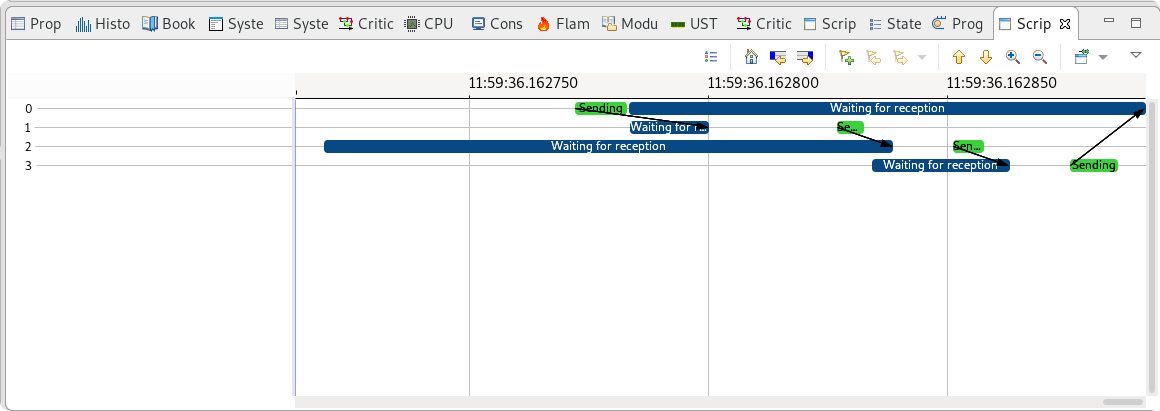 Prop Histo Book Syste Syste Critic CPU Cons Flam Modu UST Critic Scrip State Prog Scrip
11:59:36.162750 11:59:36.162800 11:59:36.162850
0 Sending Waiting for reception
1 Waiting for r... Se...
2 Waiting for reception Sen...
3 Waiting for reception Sending